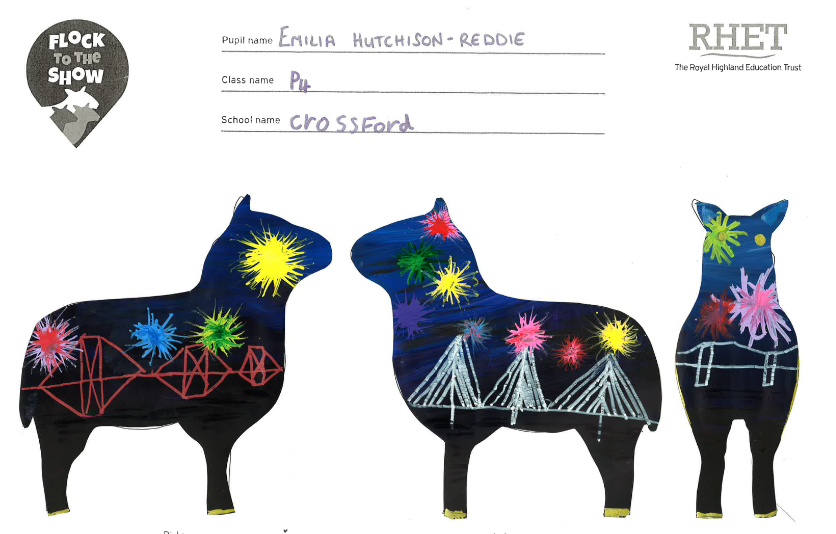 FLOCK
TO THE
SHOW
Pupil name EMILIA HUTCHISON-REDDIE
Class name P4
School name CroSSFord
RHET
The Royal Highland Education Trust